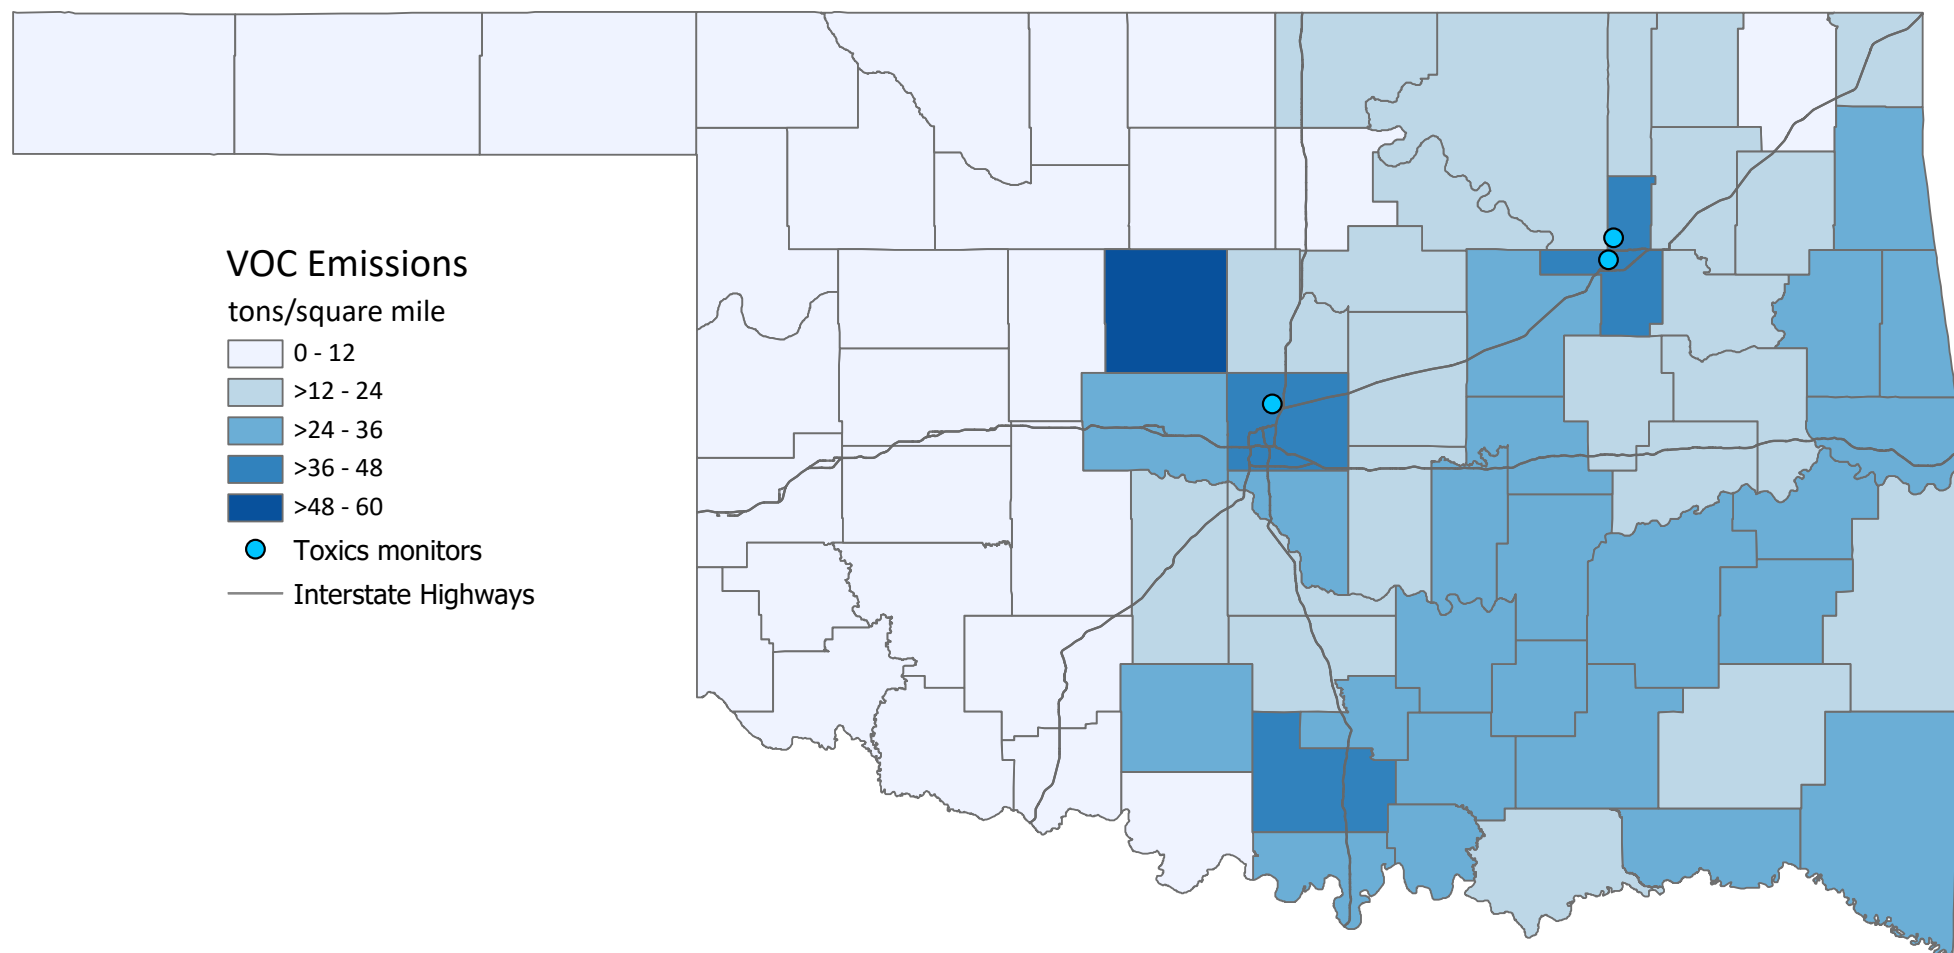 VOC Emissions
tons/square mile
0 - 12
>12 - 24
>24 - 36
>36 - 48
>48 - 60
Toxics monitors
Interstate Highways